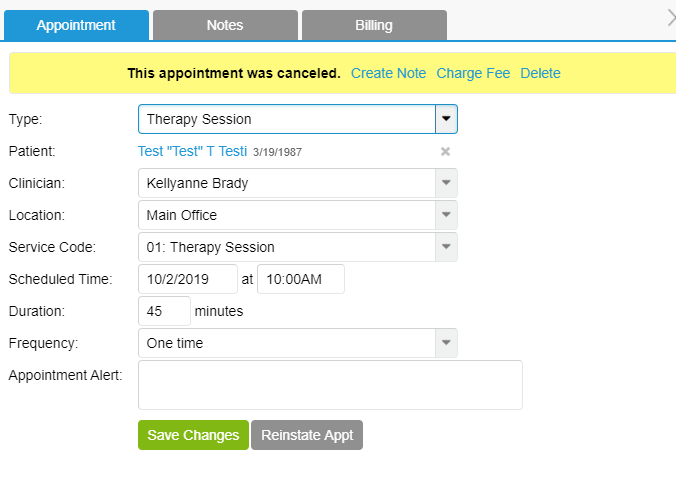 Appointment Notes Billing
This appointment was canceled. Create Note Charge Fee Delete
Type: Therapy Session
Patient: Test "Test" T Testi 3/19/1987
Clinician: Kellyanne Brady
Location: Main Office
Service Code: 01: Therapy Session
Scheduled Time: 10/2/2019 at 10:00AM
Duration: 45 minutes
Frequency: One time
Appointment Alert:
Save Changes Reinstate Appt